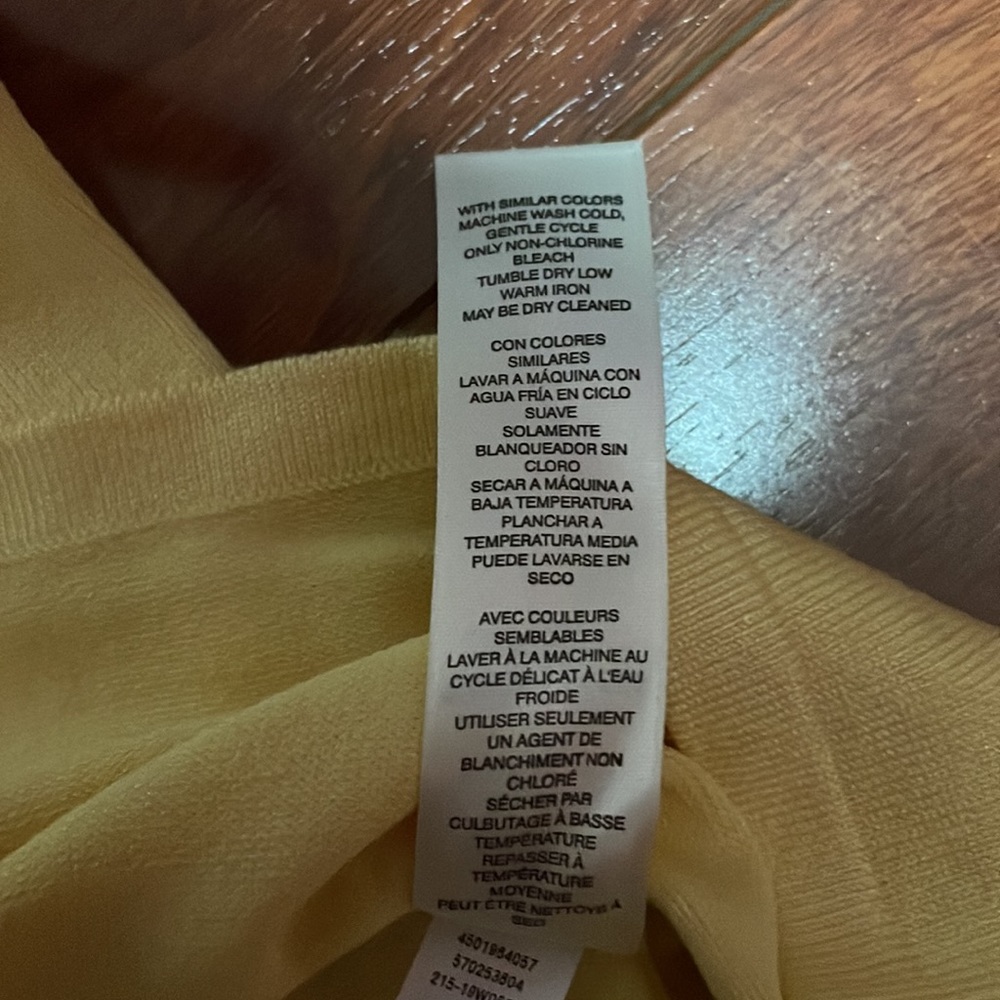 WITH SIMILAR COLORS
MACHINE WASH COLD,
GENTLE CYCLE
ONLY NON-CHLORINE
BLEACH
TUMBLE DRY LOW
WARM IRON
MAY BE DRY CLEANED
CON COLORES
SIMILARES
LAVAR A MÁQUINA CON
AGUA FRÍA EN CICLO
SUAVE
SOLAMENTE
BLANQUEADOR SIN
CLORO
SECAR A MÁQUINA A
BAJA TEMPERATURA
PLANCHAR A
TEMPERATURA MEDIA
PUEDE LAVARSE EN
SECO
AVEC COULEURS
SEMBLABLES
LAVER À LA MACHINE AU
CYCLE DÉLICAT À L'EAU
FROIDE
UTILISER SEULEMENT
UN AGENT DE
BLANCHIMENT NON
CHLORÉ
SÉCHER PAR
CULBUTAGE À BASSE
TEMPÉRATURE
REPASSER À
TEMPÉRATURE
MOYENNE
PEUT ÊTRE NETTOYÉ À
SEC
4501984057
570253804